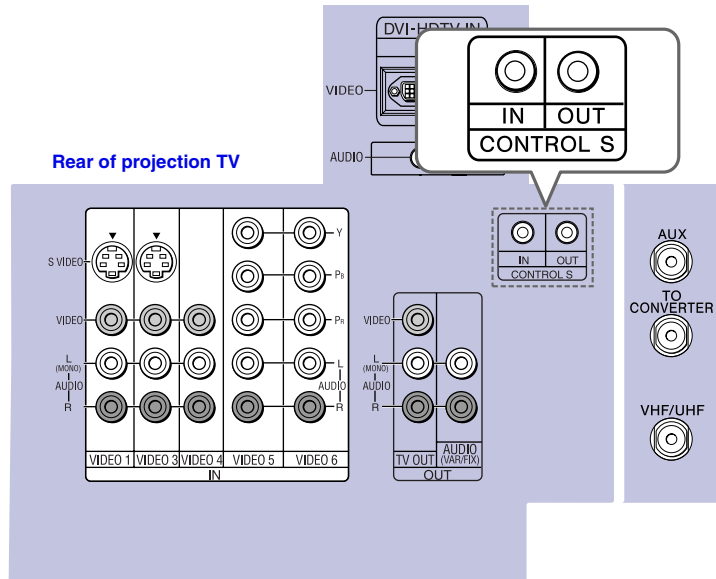 DVI-HDTV IN
VIDEO
AUDIO
IN OUT
CONTROL S
Rear of projection TV
S VIDEO
VIDEO
L
(MONO)
AUDIO
R
Y
PB
PR
L
AUDIO
R
VIDEO 1 VIDEO 3 VIDEO 4 VIDEO 5 VIDEO 6
IN
VIDEO
L
(MONO)
AUDIO
R
TV OUT
AUDIO
(VAR/FIX)
OUT
IN OUT
CONTROL S
AUX
TO
CONVERTER
VHF/UHF